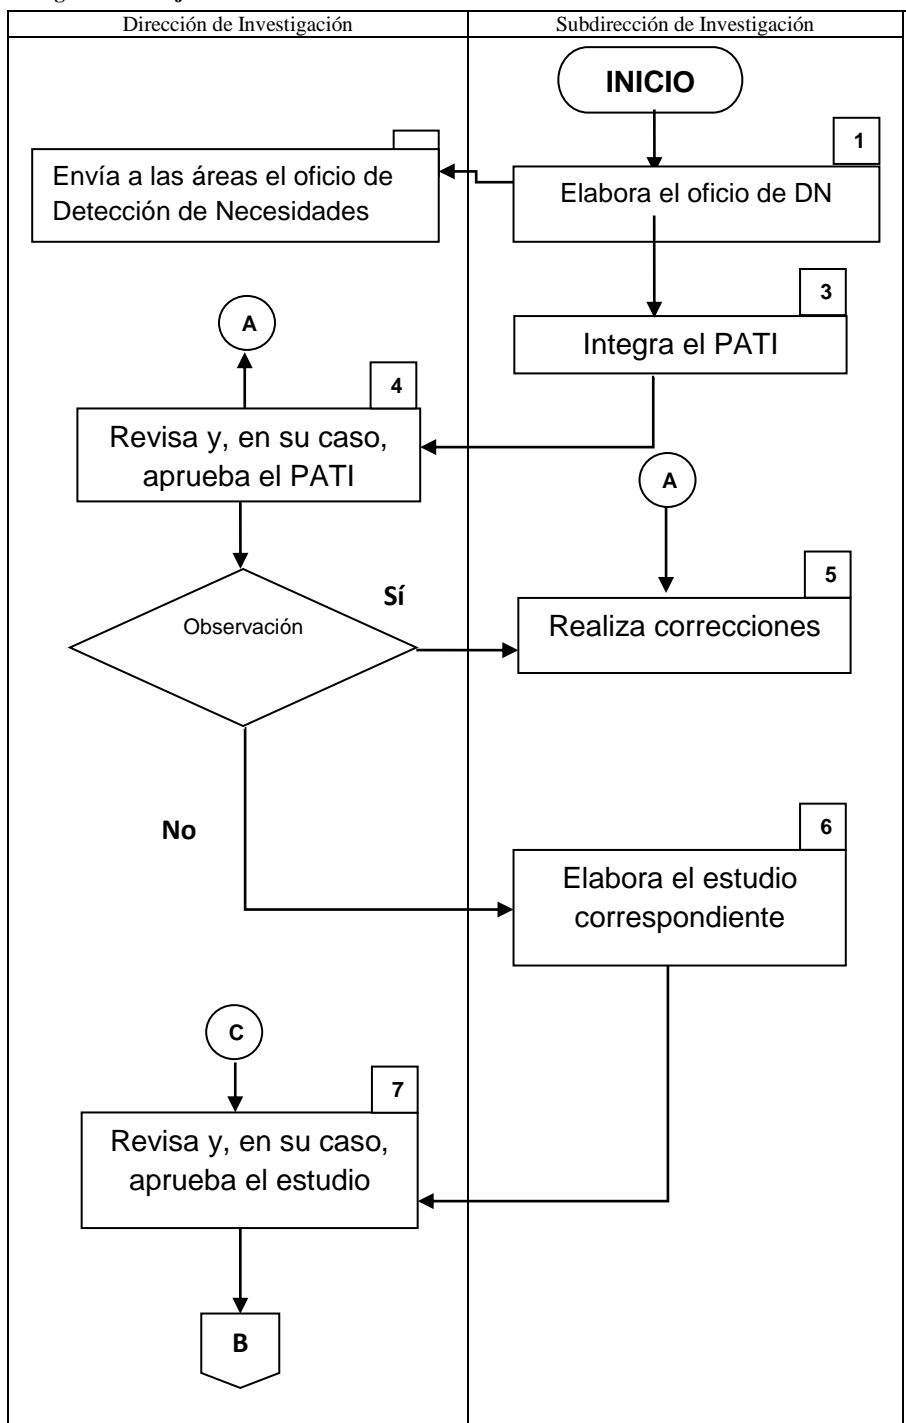 Dirección de Investigación
Subdirección de Investigación
INICIO
1
Elabora el oficio de DN
Envía a las áreas el oficio de
Detección de Necesidades
3
Integra el PATI
A
4
Revisa y, en su caso,
aprueba el PATI
A
5
Realiza correcciones
Observación
Sí
No
6
Elabora el estudio
correspondiente
C
7
Revisa y, en su caso,
aprueba el estudio
B